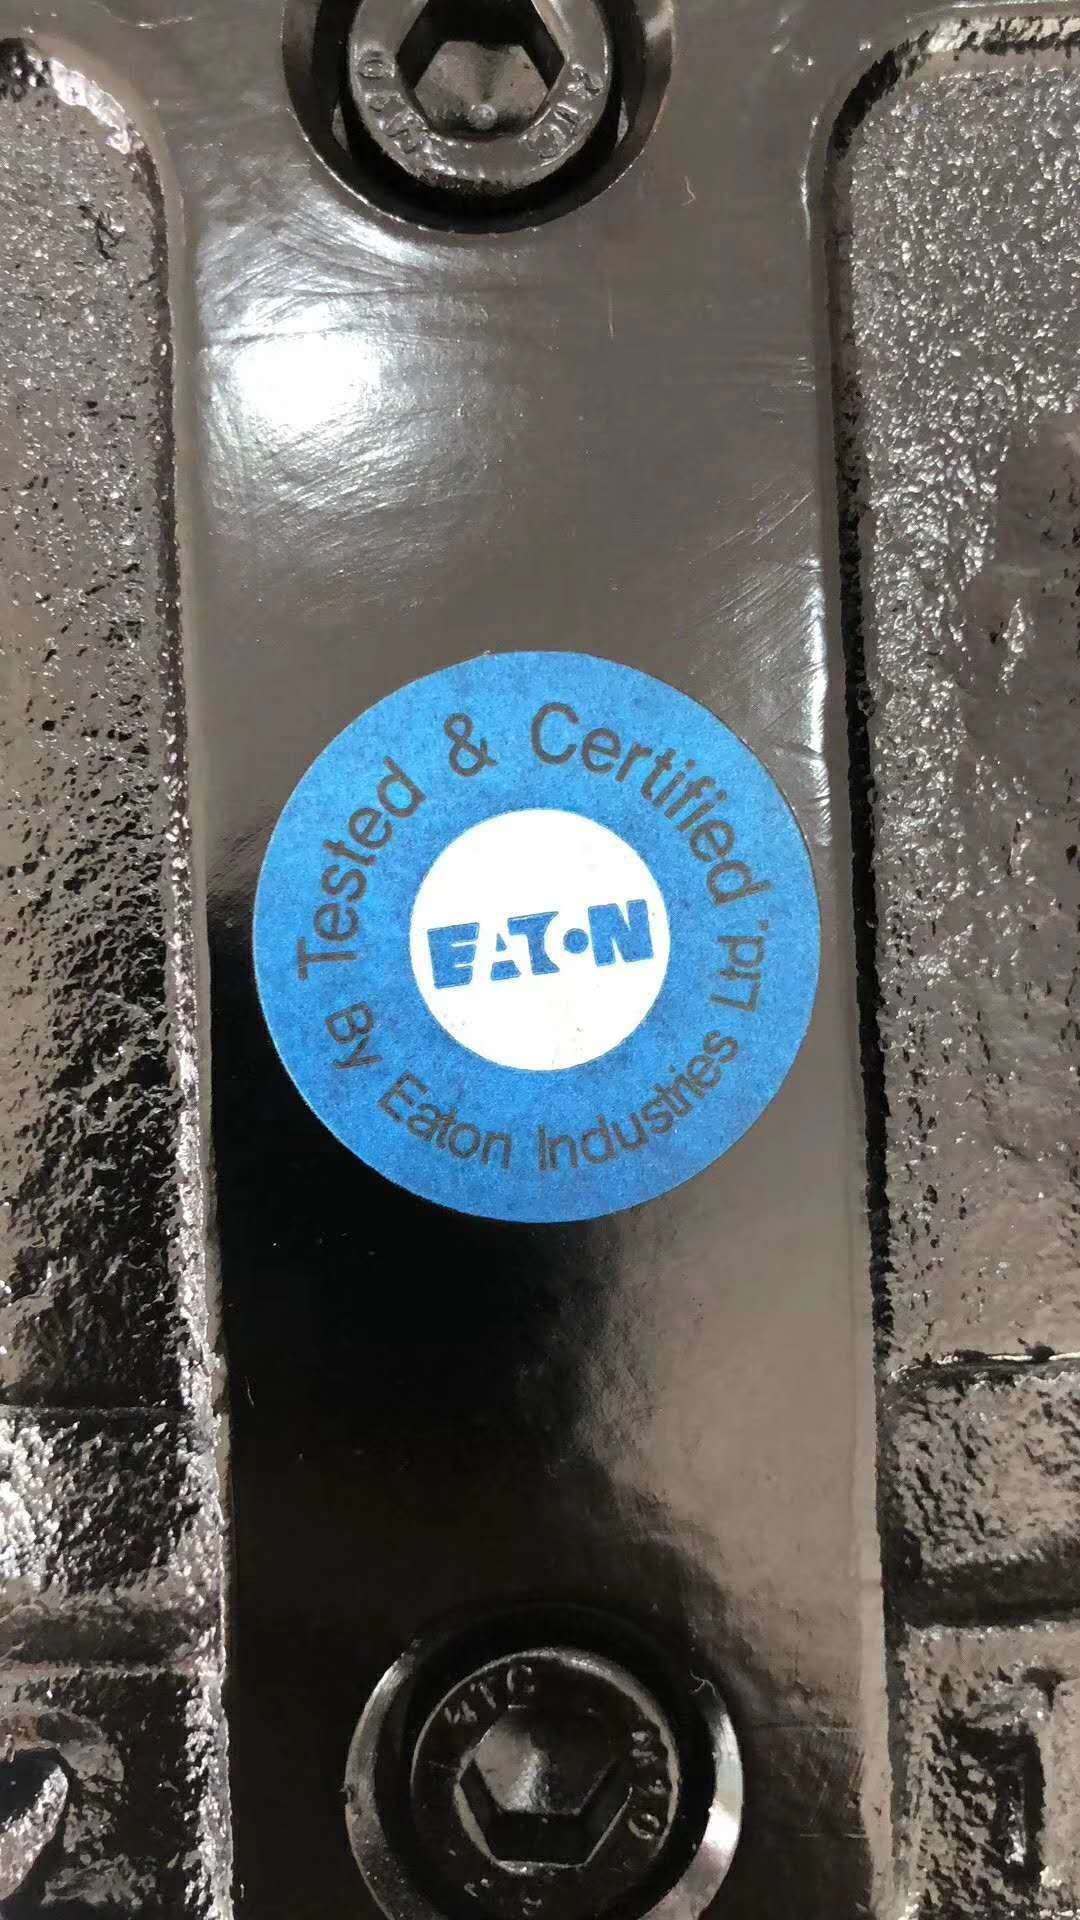 Tested & Certified
By Eaton Industries Ltd.
EATON